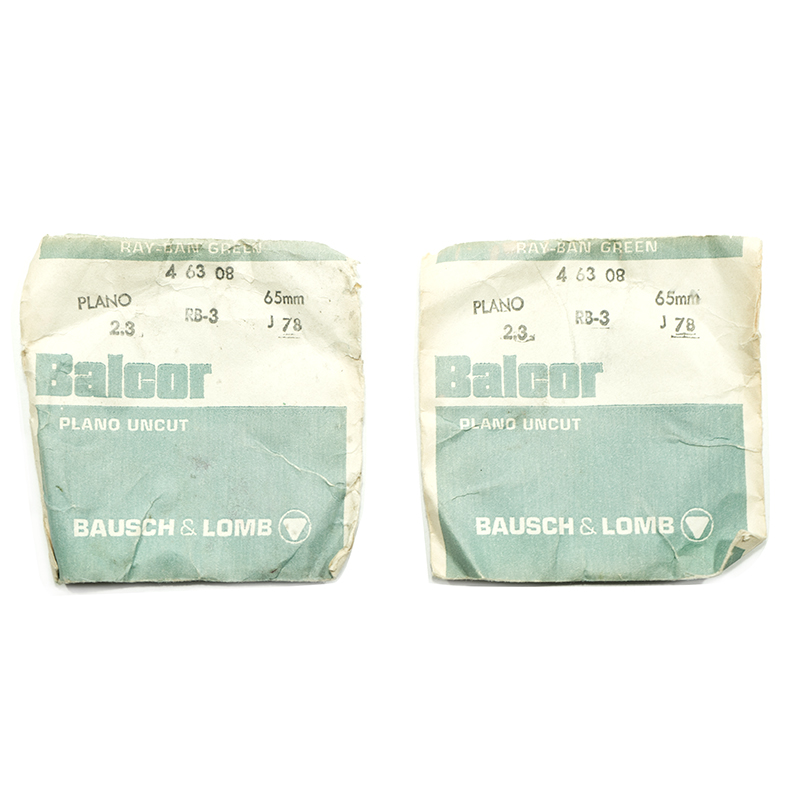 RAY-BAN GREEN
4 63 08
PLANO 65mm
2.3 RB-3 J 78
Balcor
PLANO UNCUT
BAUSCH & LOMB
RAY-BAN GREEN
4 63 08
PLANO 65mm
2.3 RB-3 J 78
Balcor
PLANO UNCUT
BAUSCH & LOMB